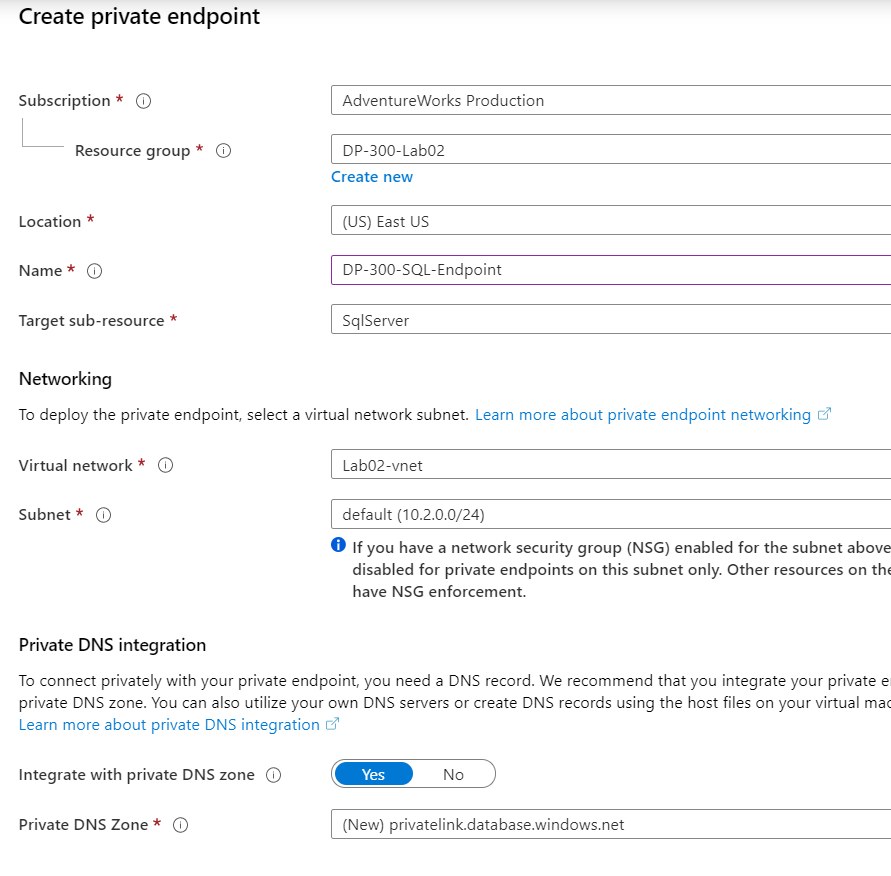 Create private endpoint
Subscription * AdventureWorks Production
Resource group * DP-300-Lab02
Create new
Location * (US) East US
Name * DP-300-SQL-Endpoint
Target sub-resource * SqlServer
Networking
To deploy the private endpoint, select a virtual network subnet. Learn more about private endpoint networking
Virtual network * Lab02-vnet
Subnet * default (10.2.0.0/24)
If you have a network security group (NSG) enabled for the subnet above
disabled for private endpoints on this subnet only. Other resources on the
have NSG enforcement.
Private DNS integration
To connect privately with your private endpoint, you need a DNS record. We recommend that you integrate your private
private DNS zone. You can also utilize your own DNS servers or create DNS records using the host files on your virtual
Learn more about private DNS integration
Integrate with private DNS zone Yes No
Private DNS Zone * (New) privatelink.database.windows.net